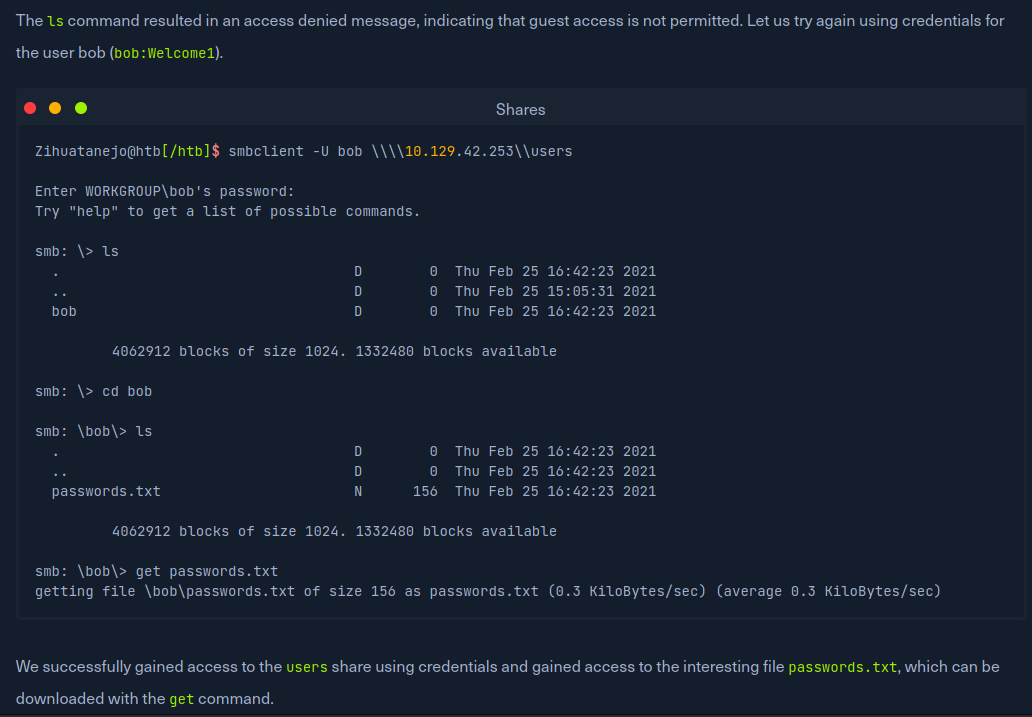 The ls command resulted in an access denied message, indicating that guest access is not permitted. Let us try again using credentials for
the user bob (bob:Welcome1).
Shares
Zihuatanejo@htb[/htb]$ smbclient -U bob \\\\10.129.42.253\\users
Enter WORKGROUP\bob's password:
Try "help" to get a list of possible commands.
smb: \> ls
  .                                   D        0  Thu Feb 25 16:42:23 2021
  ..                                  D        0  Thu Feb 25 15:05:31 2021
  bob                                 D        0  Thu Feb 25 16:42:23 2021
         4062912 blocks of size 1024. 1332480 blocks available
smb: \> cd bob
smb: \bob\> ls
  .                                   D        0  Thu Feb 25 16:42:23 2021
  ..                                  D        0  Thu Feb 25 16:42:23 2021
  passwords.txt                       N      156  Thu Feb 25 16:42:23 2021
         4062912 blocks of size 1024. 1332480 blocks available
smb: \bob\> get passwords.txt
getting file \bob\passwords.txt of size 156 as passwords.txt (0.3 KiloBytes/sec) (average 0.3 KiloBytes/sec)
We successfully gained access to the users share using credentials and gained access to the interesting file passwords.txt, which can be
downloaded with the get command.